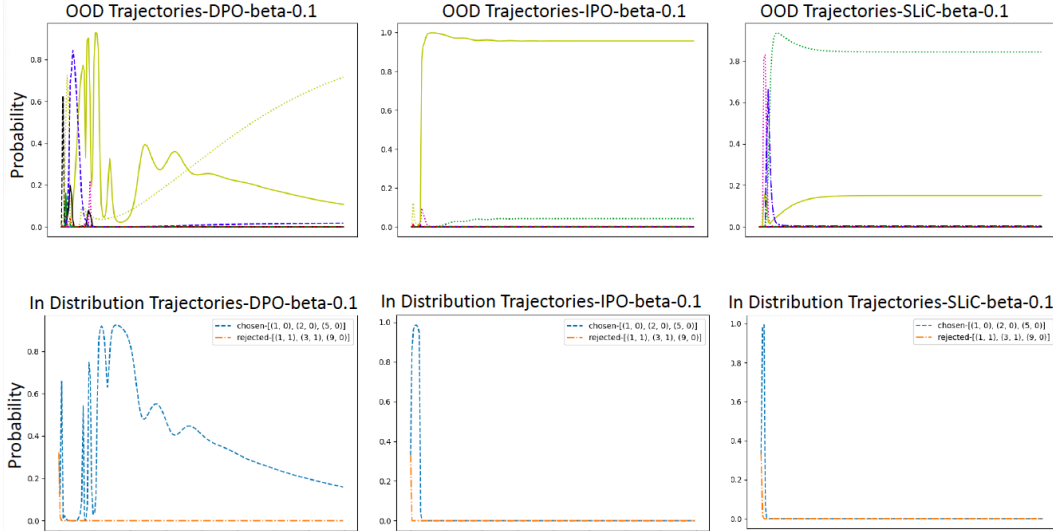 OOD Trajectories-DPO-beta-0.1
OOD Trajectories-IPO-beta-0.1
OOD Trajectories-SLiC-beta-0.1
Probability
0.8
0.6
0.4
0.2
0.0
1.0
0.8
0.6
0.4
0.2
0.0
0.8
0.6
0.4
0.2
0.0
In Distribution Trajectories-DPO-beta-0.1
In Distribution Trajectories-IPO-beta-0.1
In Distribution Trajectories-SLiC-beta-0.1
Probability
0.8
0.6
0.4
0.2
0.0
chosen-[(1, 0), (2, 0), (5, 0)]
rejected-[(1, 1), (3, 1), (9, 0)]
1.0
0.8
0.6
0.4
0.2
0.0
chosen-[(1, 0), (2, 0), (5, 0)]
rejected-[(1, 1), (3, 1), (9, 0)]
1.0
0.8
0.6
0.4
0.2
0.0
chosen-[(1, 0), (2, 0), (5, 0)]
rejected-[(1, 1), (3, 1), (9, 0)]